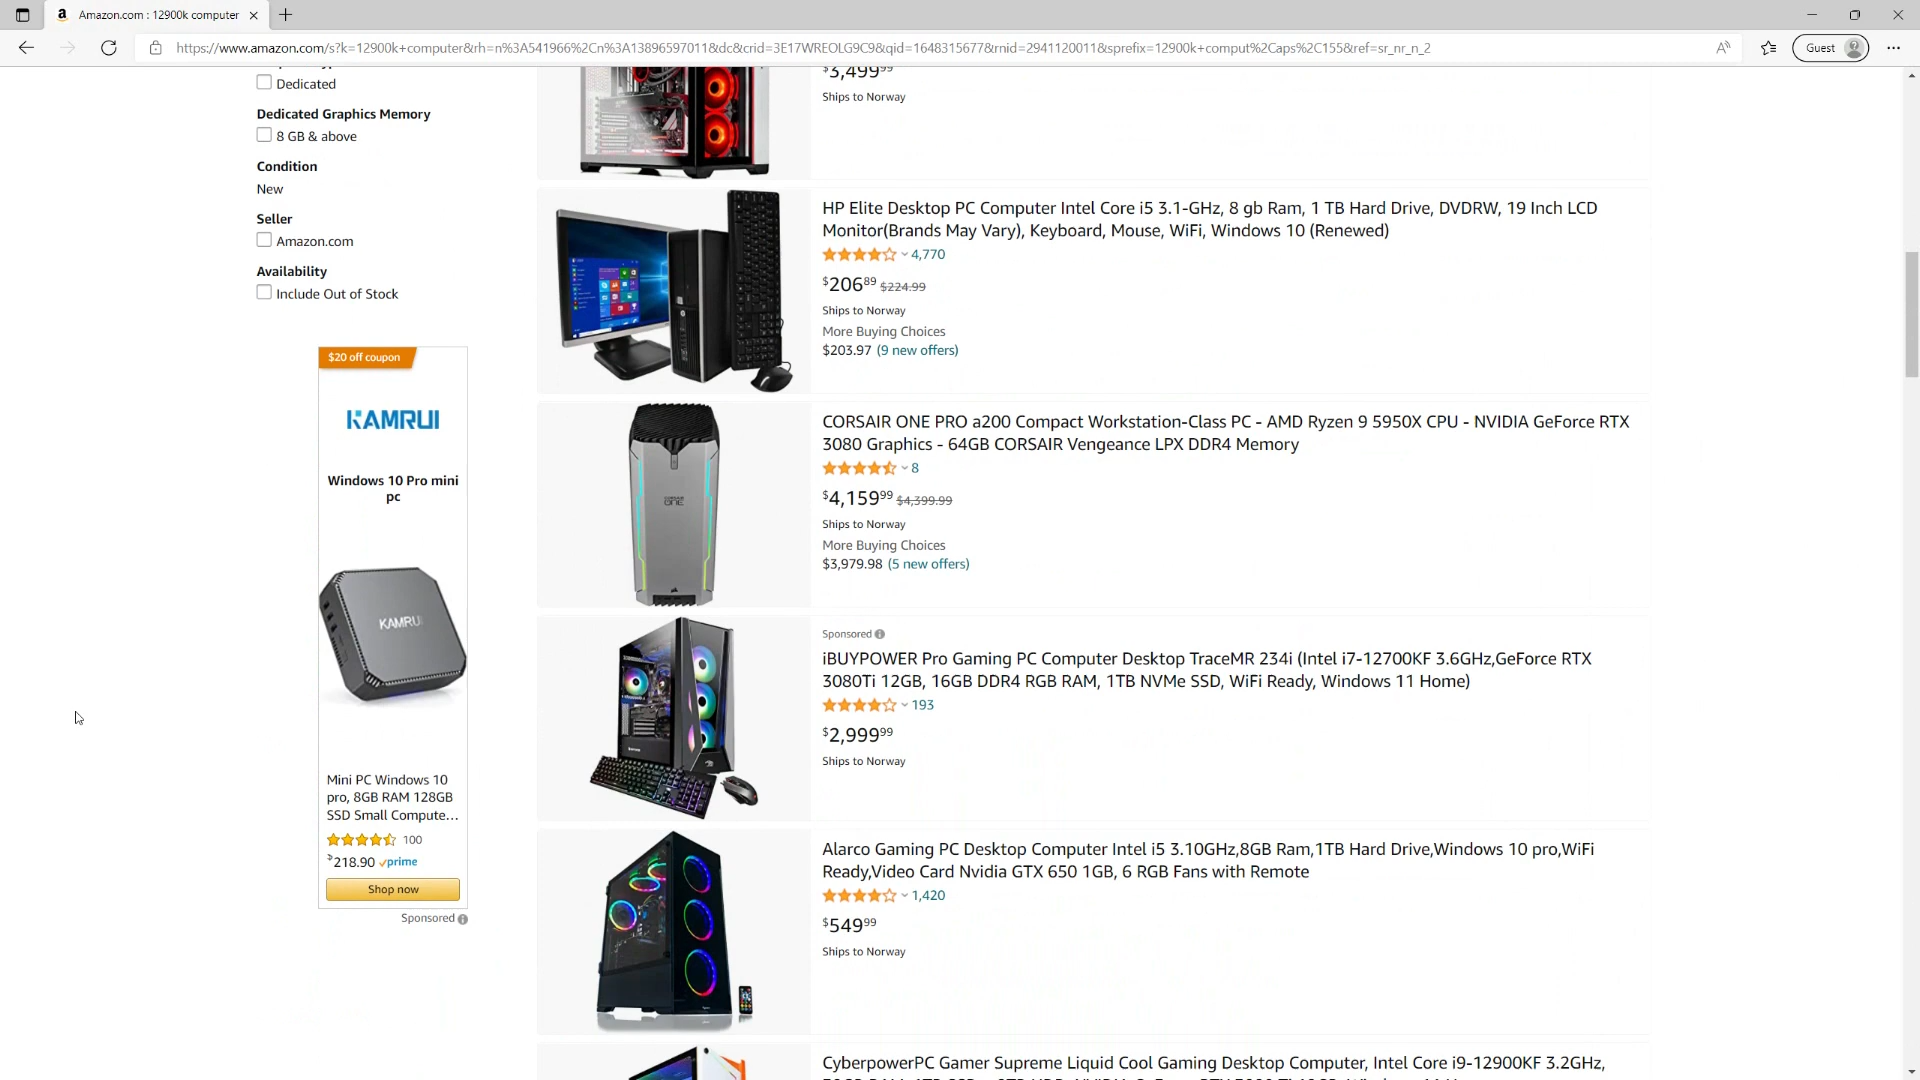 Amazon.com : 12900k computer
https://www.amazon.com/s?k=12900k+computer&rh=n%3A541966%2Cn%3A13896597011&dc&crid=3E17WREOLG9C9&qid=1648315677&rnid=2941120011&sprefix=12900k+comput%2Caps%2C155&ref=sr_nr_n_2
Guest
Dedicated
Dedicated Graphics Memory
8 GB & above
Condition
New
Seller
Amazon.com
Availability
Include Out of Stock
$20 off coupon
KAMRUI
Windows 10 Pro mini
pc
KAMRUI
Mini PC Windows 10
pro, 8GB RAM 128GB
SSD Small Compute...
100
$218.90 prime
Shop now
Sponsored
$3,499.99
Ships to Norway
HP Elite Desktop PC Computer Intel Core i5 3.1-GHz, 8 gb Ram, 1 TB Hard Drive, DVDRW, 19 Inch LCD
Monitor(Brands May Vary), Keyboard, Mouse, WiFi, Windows 10 (Renewed)
4,770
$206 89 $224.99
Ships to Norway
More Buying Choices
$203.97 (9 new offers)
CORSAIR ONE PRO a200 Compact Workstation-Class PC - AMD Ryzen 9 5950X CPU - NVIDIA GeForce RTX
3080 Graphics - 64GB CORSAIR Vengeance LPX DDR4 Memory
8
$4,159 99 $4,399.99
Ships to Norway
More Buying Choices
$3,979.98 (5 new offers)
CORSAIR
ONE
Sponsored
iBUYPOWER Pro Gaming PC Computer Desktop TraceMR 234i (Intel i7-12700KF 3.6GHz,GeForce RTX
3080Ti 12GB, 16GB DDR4 RGB RAM, 1TB NVMe SSD, WiFi Ready, Windows 11 Home)
193
$2,999 99
Ships to Norway
Alarco Gaming PC Desktop Computer Intel i5 3.10GHz,8GB Ram,1TB Hard Drive,Windows 10 pro,WiFi
Ready,Video Card Nvidia GTX 650 1GB, 6 RGB Fans with Remote
1,420
$549 99
Ships to Norway
CyberpowerPC Gamer Supreme Liquid Cool Gaming Desktop Computer, Intel Core i9-12900KF 3.2GHz,